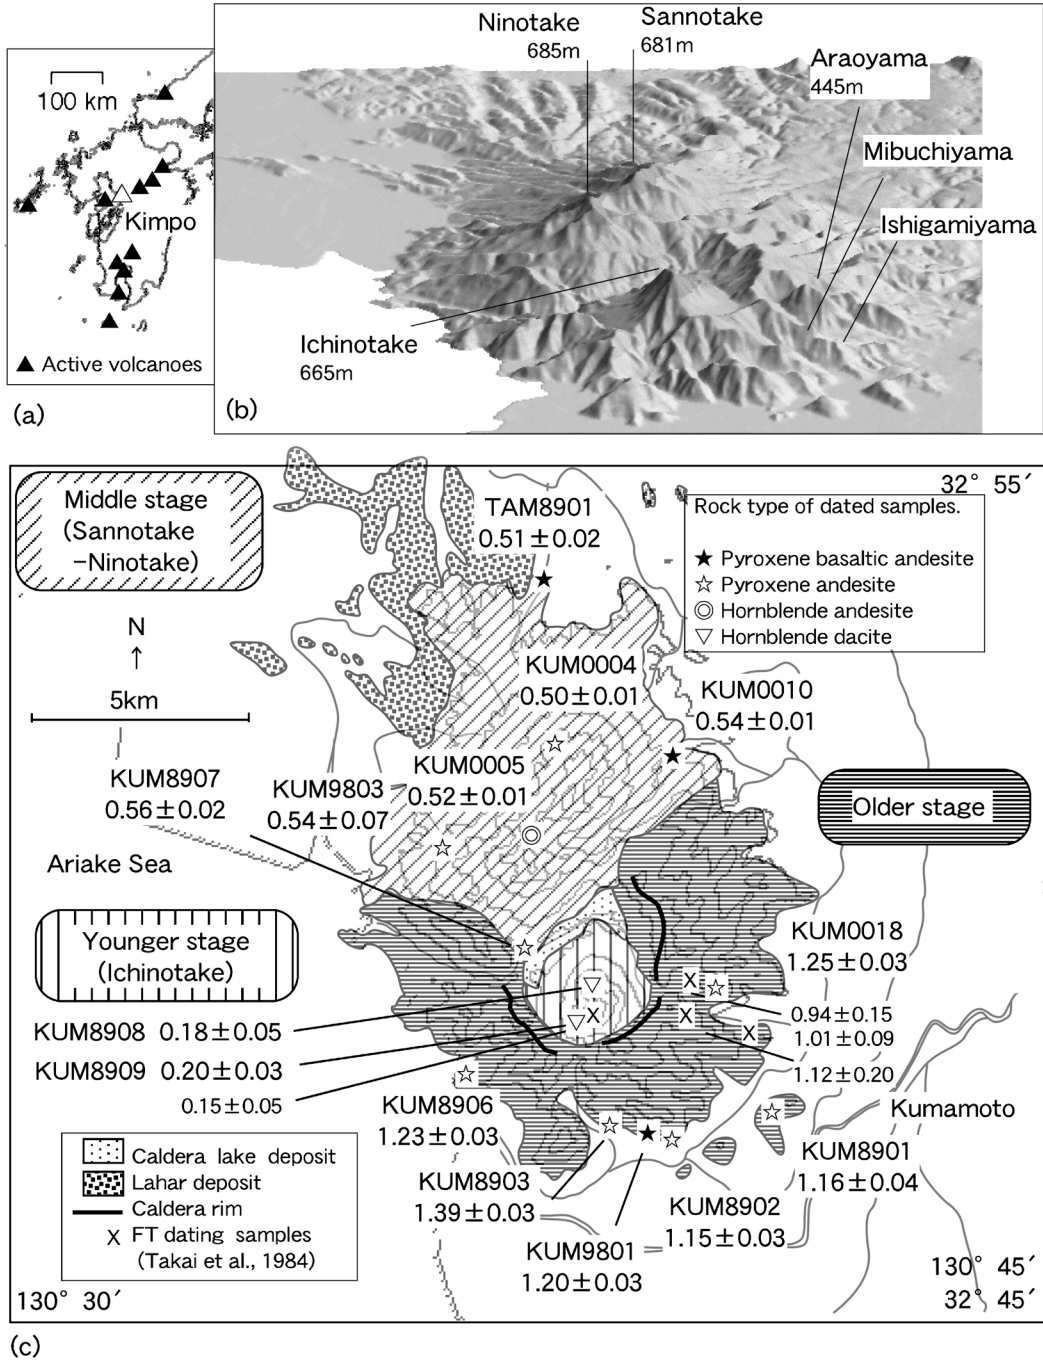 100 km
Kimpo
▲ Active volcanoes
(a)
Ninotake
685m
Sannotake
681m
Araoyama
445m
Mibuchiyama
Ishigamiyama
Ichinotake
665m
(b)
Middle stage
(Sannotake
-Ninotake)
N
5km
TAM8901
0.51±0.02
32° 55′
Rock type of dated samples.
★ Pyroxene basaltic andesite
☆ Pyroxene andesite
◎ Hornblende andesite
▽ Hornblende dacite
KUM0004
0.50±0.01
KUM0010
0.54±0.01
KUM8907
0.56±0.02
KUM9803
0.54±0.07
KUM0005
0.52±0.01
Older stage
Ariake Sea
Younger stage
(Ichinotake)
KUM0018
1.25±0.03
0.94±0.15
1.01±0.09
1.12±0.20
KUM8908 0.18±0.05
KUM8909 0.20±0.03
0.15±0.05
X
X
X
X
KUM8906
1.23±0.03
Kumamoto
KUM8901
1.16±0.04
KUM8903
1.39±0.03
KUM8902
1.15±0.03
KUM9801
1.20±0.03
Caldera lake deposit
Lahar deposit
Caldera rim
X FT dating samples
(Takai et al., 1984)
130° 30′
130° 45′
32° 45′
(c)